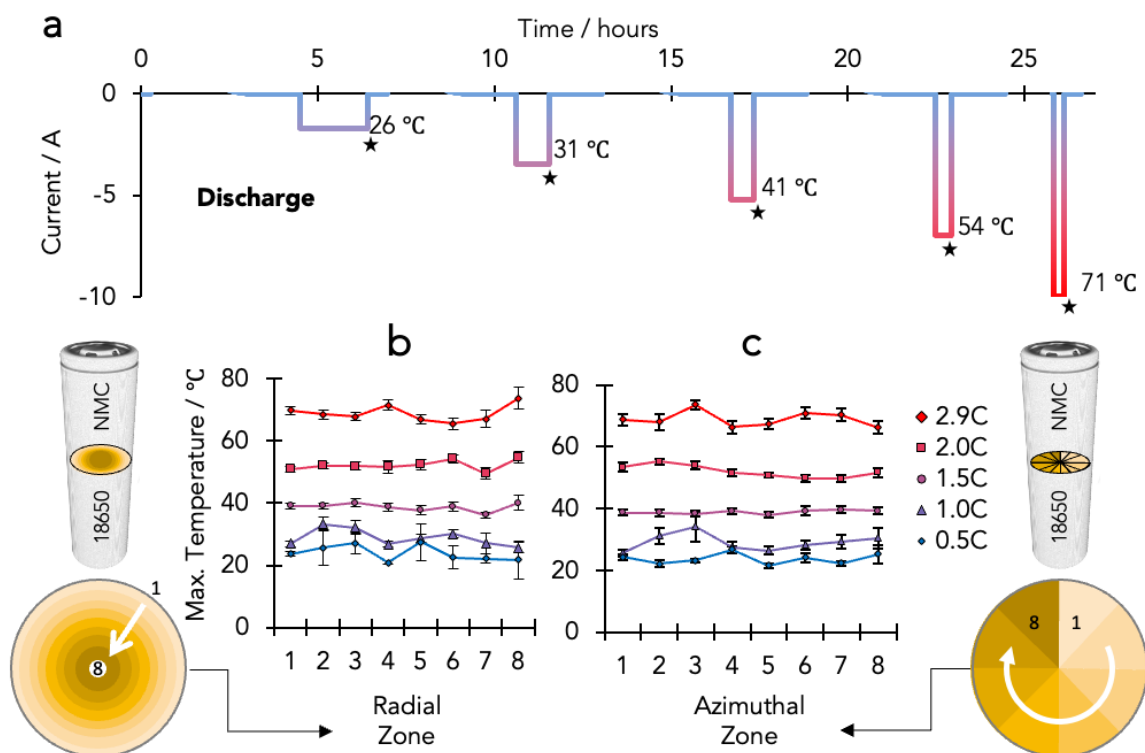 a
Time / hours
0 5 10 15 20 25
0
-5
-10
Current / A
Discharge
26 °C
31 °C
41 °C
54 °C
71 °C
★
★
★
★
★
b
c
NMC
18650
NMC
18650
Max. Temperature / °C
80
60
40
20
0
1 2 3 4 5 6 7 8
Radial
Zone
80
60
40
20
0
1 2 3 4 5 6 7 8
Azimuthal
Zone
2.9C
2.0C
1.5C
1.0C
0.5C
1
8
8 1